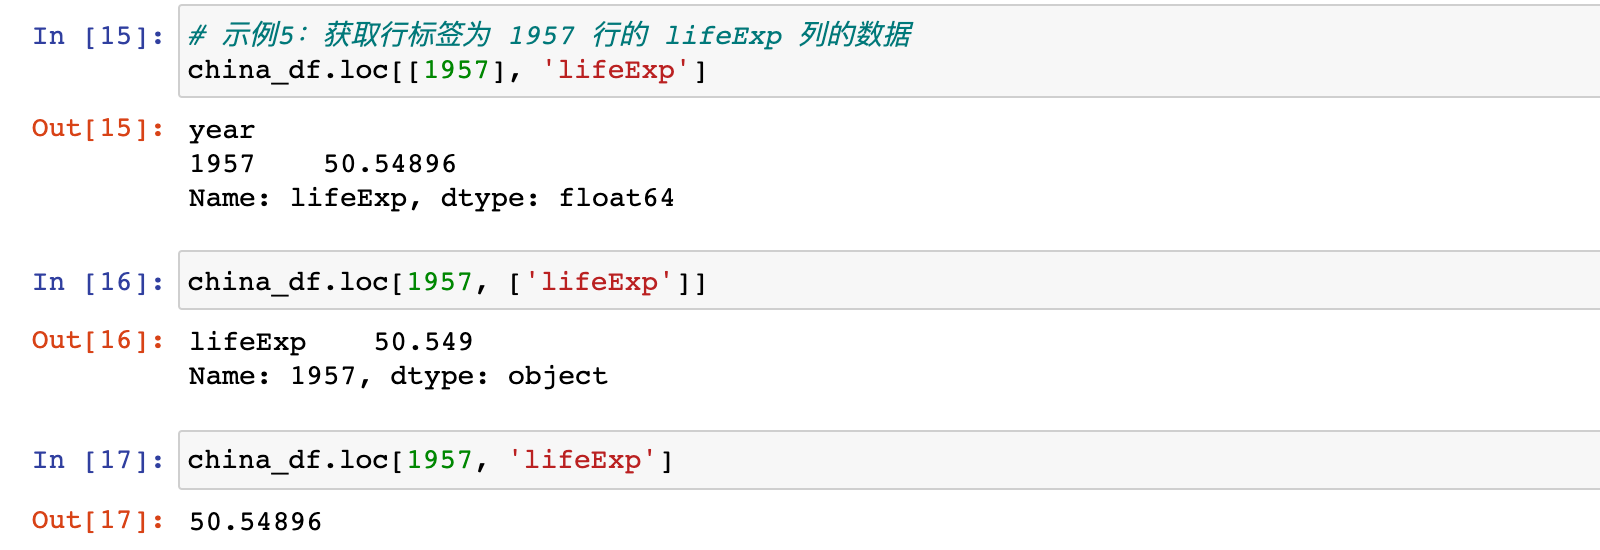 In [15]: # 示例5：获取行标签为 1957 行的 lifeExp 列的数据
china_df.loc[[1957], 'lifeExp']
Out[15]: year
1957    50.54896
Name: lifeExp, dtype: float64
In [16]: china_df.loc[1957, ['lifeExp']]
Out[16]: lifeExp    50.549
Name: 1957, dtype: object
In [17]: china_df.loc[1957, 'lifeExp']
Out[17]: 50.54896